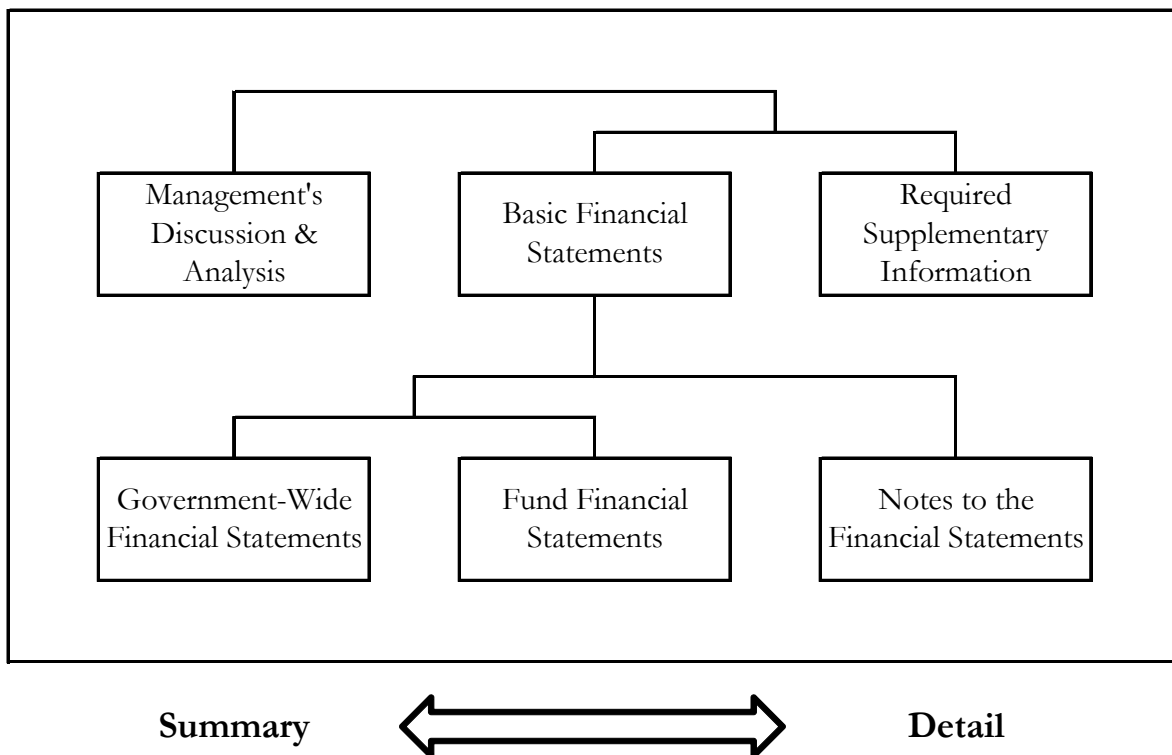 Management's
Discussion &
Analysis
Basic Financial
Statements
Required
Supplementary
Information
Government-Wide
Financial Statements
Fund Financial
Statements
Notes to the
Financial Statements
Summary
Detail